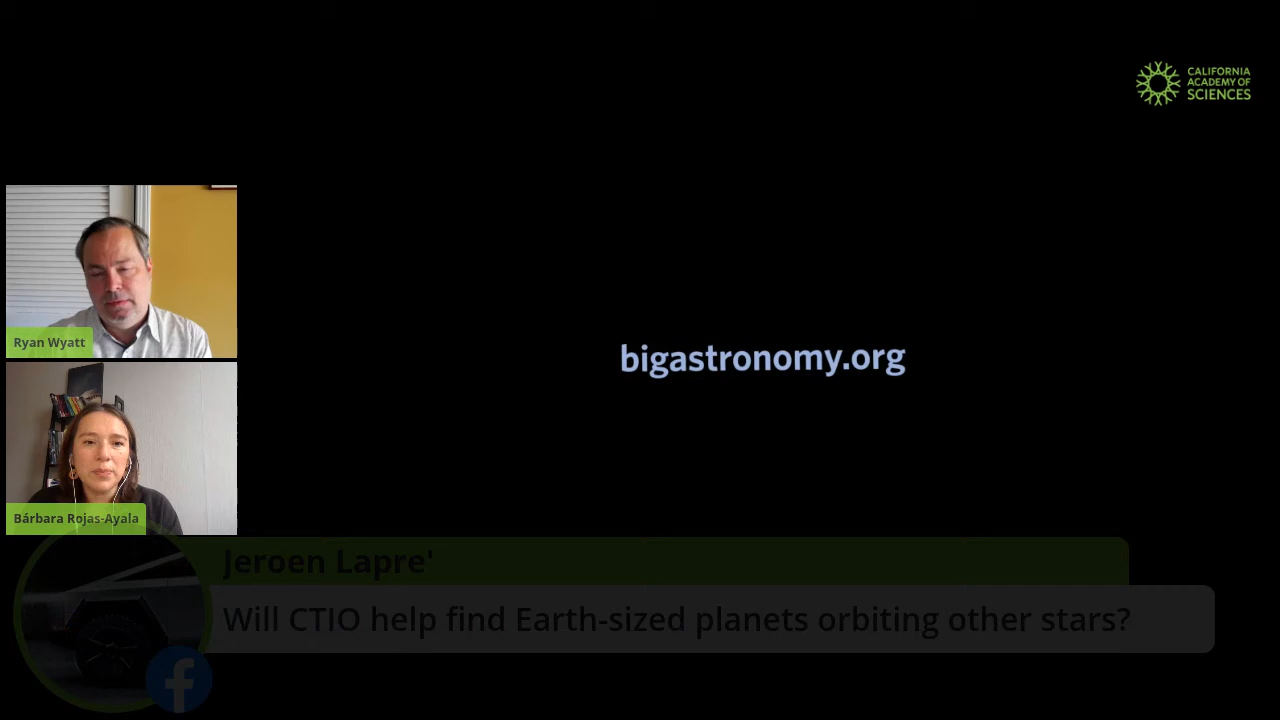 CALIFORNIA
ACADEMY OF
SCIENCES
Ryan Wyatt
bigastronomy.org
Bárbara Rojas-Ayala
Jeroen Lapre'
Will CTIO help find Earth-sized planets orbiting other stars?